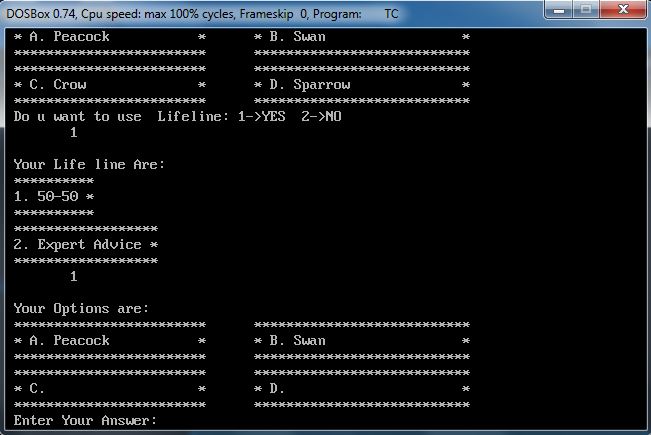 DOSBox 0.74, Cpu speed: max 100% cycles, Frameskip 0, Program: TC
* A. Peacock * * B. Swan *
************************ ***************************
************************ ***************************
* C. Crow * * D. Sparrow *
************************ ***************************
Do u want to use Lifeline: 1->YES 2->NO
1
Your Life line Are:
**********
1. 50-50 *
**********
******************
2. Expert Advice *
******************
1
Your Options are:
************************ ***************************
* A. Peacock * * B. Swan *
************************ ***************************
* C. * * D. *
************************ ***************************
Enter Your Answer: